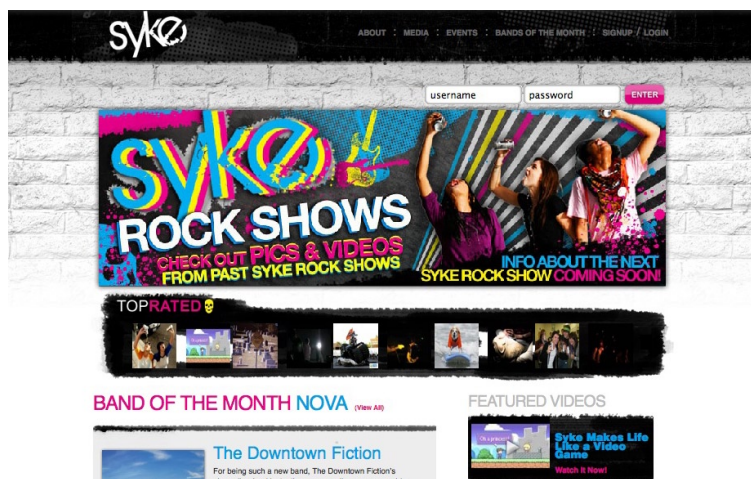 syke
ABOUT : MEDIA : EVENTS : BANDS OF THE MONTH : SIGNUP / LOGIN
username password ENTER
syke
ROCK SHOWS
CHECK OUT PICS & VIDEOS
FROM PAST SYKE ROCK SHOWS
INFO ABOUT THE NEXT
SYKE ROCK SHOW COMING SOON!
TOPRATED
BAND OF THE MONTH NOVA (View All)
FEATURED VIDEOS
The Downtown Fiction
For being such a new band, The Downtown Fiction's
Syke Makes Life
Like a Video
Game
Watch It Now!